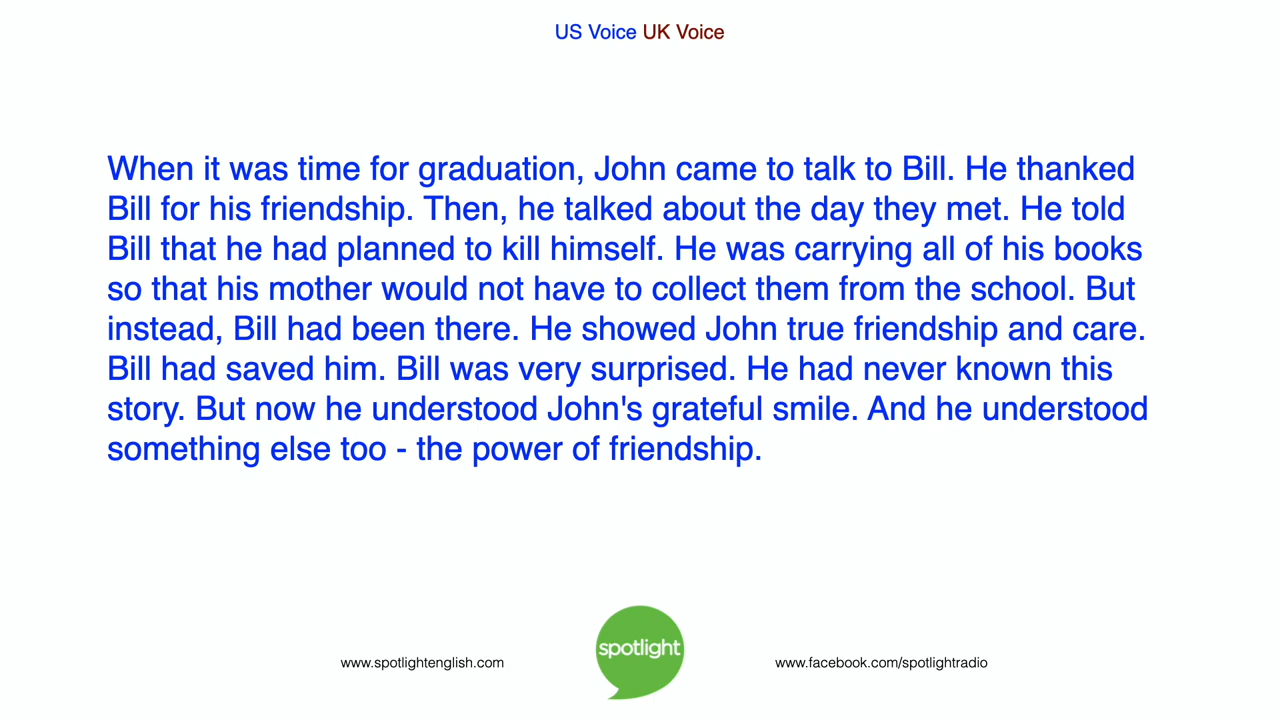 US Voice UK Voice
When it was time for graduation, John came to talk to Bill. He thanked
Bill for his friendship. Then, he talked about the day they met. He told
Bill that he had planned to kill himself. He was carrying all of his books
so that his mother would not have to collect them from the school. But
instead, Bill had been there. He showed John true friendship and care.
Bill had saved him. Bill was very surprised. He had never known this
story. But now he understood John's grateful smile. And he understood
something else too - the power of friendship.
www.spotlightenglish.com
spotlight
www.facebook.com/spotlightradio